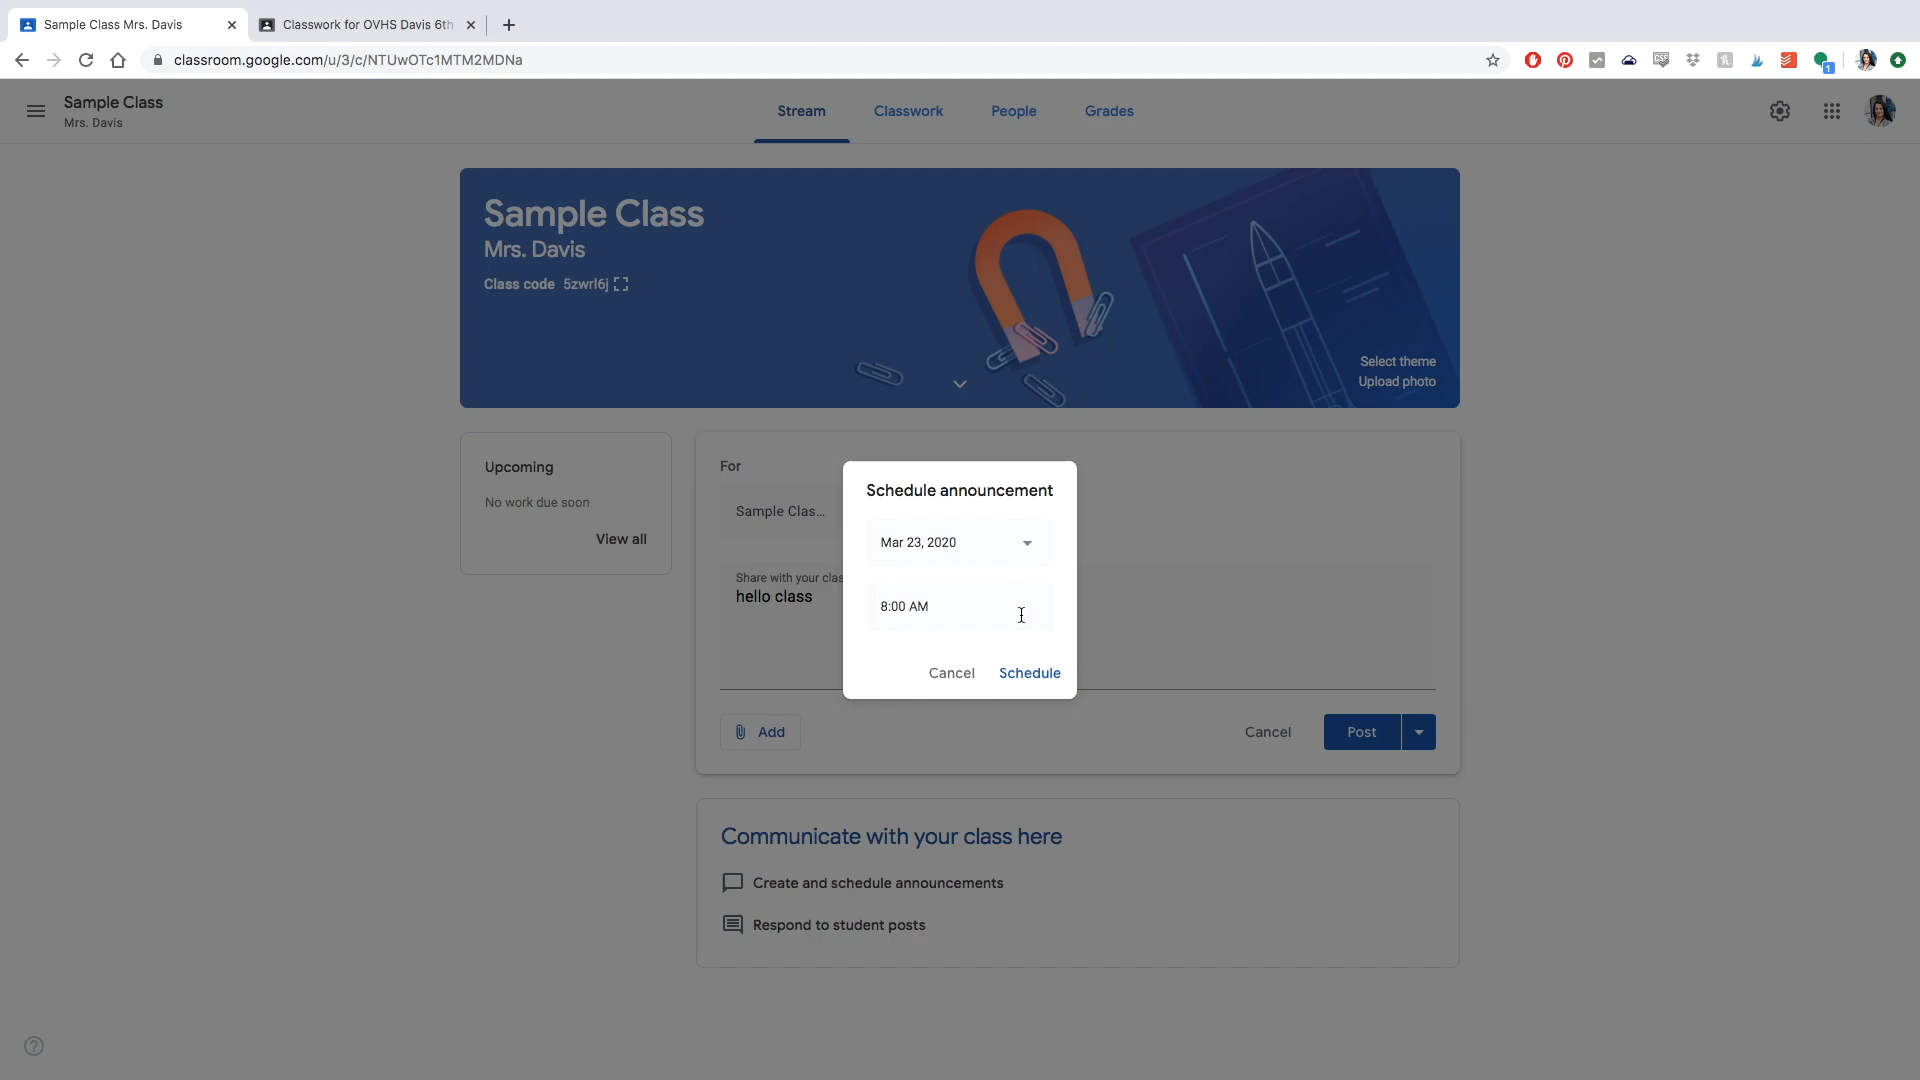 Sample Class Mrs. Davis
Classwork for OVHS Davis 6th
classroom.google.com/u/3/c/NTUwOTc1MTM2MDNa
CSS
1
Sample Class
Mrs. Davis
Stream
Classwork
People
Grades
Sample Class
Mrs. Davis
Class code 5zwrl6j
Select theme
Upload photo
Upcoming
No work due soon
View all
For
Sample Clas...
Share with your clas
hello class
Schedule announcement
Mar 23, 2020
8:00 AM
Cancel Schedule
Add
Cancel
Post
Communicate with your class here
Create and schedule announcements
Respond to student posts